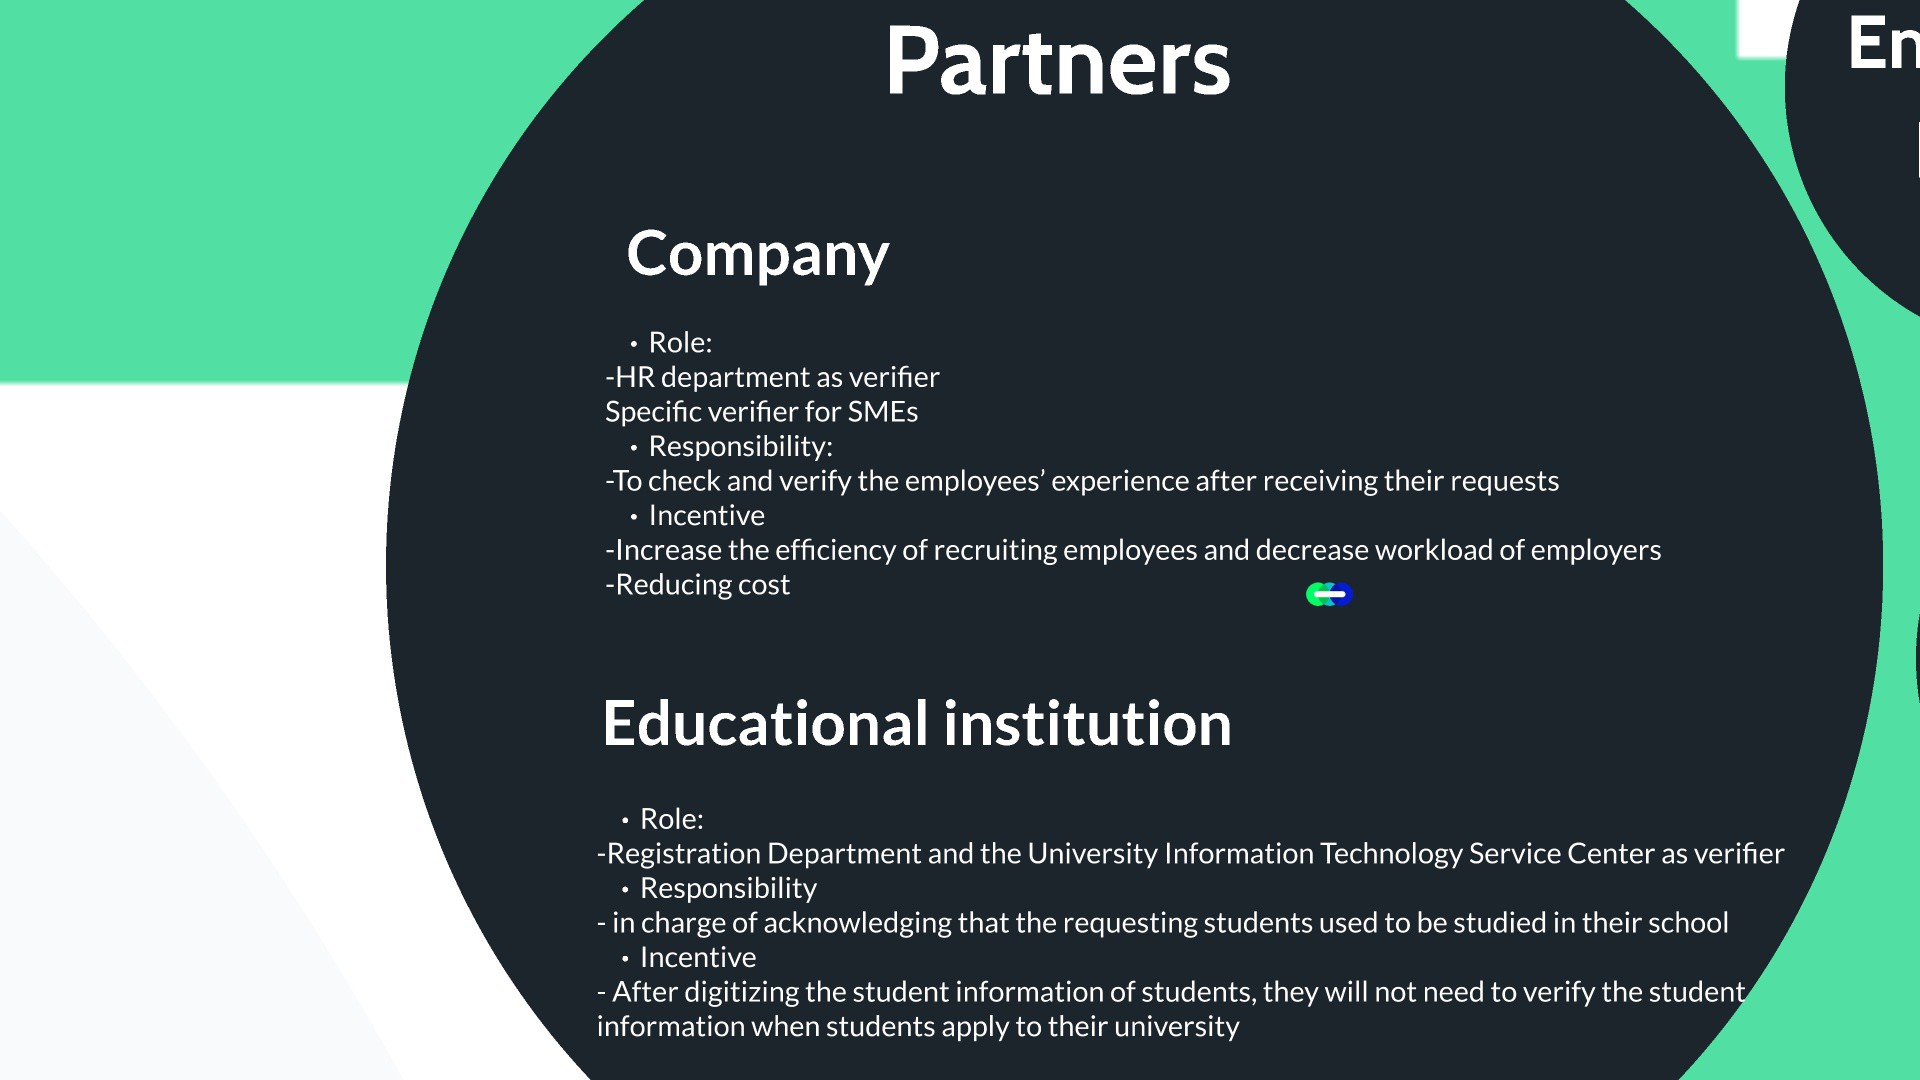 Partners
En
Company
• Role:
-HR department as verifier
Specific verifier for SMEs
• Responsibility:
-To check and verify the employees’ experience after receiving their requests
• Incentive
-Increase the efficiency of recruiting employees and decrease workload of employers
-Reducing cost
Educational institution
• Role:
-Registration Department and the University Information Technology Service Center as verifier
• Responsibility
- in charge of acknowledging that the requesting students used to be studied in their school
• Incentive
- After digitizing the student information of students, they will not need to verify the student
information when students apply to their university